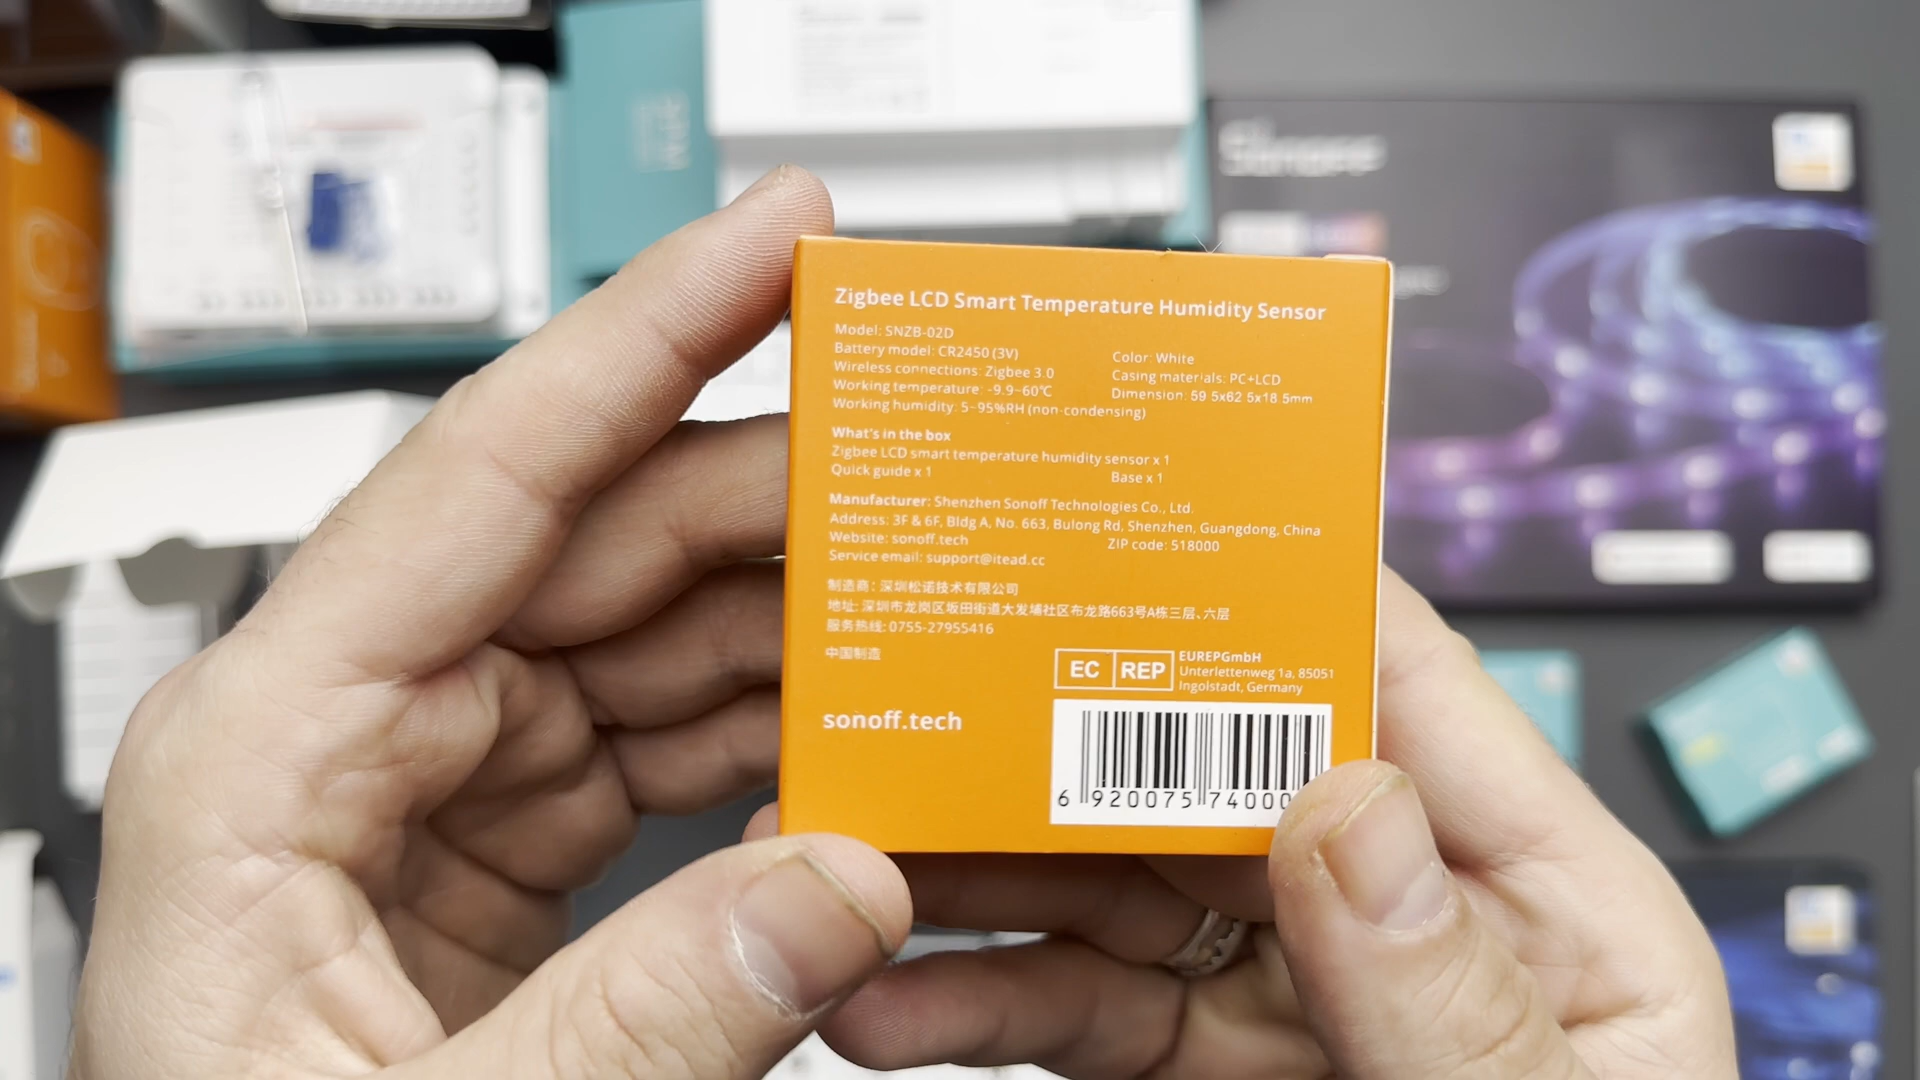 Zigbee LCD Smart Temperature Humidity Sensor
Model: SNZB-02D
Battery model: CR2450 (3V)
Color: White
Wireless connections: Zigbee 3.0
Casing materials: PC+LCD
Working temperature: -9.9~60℃
Dimension: 59.5x62.5x18.5mm
Working humidity: 5~95%RH (non-condensing)
What's in the box
Zigbee LCD smart temperature humidity sensor x 1
Quick guide x 1
Base x 1
Manufacturer: Shenzhen Sonoff Technologies Co., Ltd.
Address: 3F & 6F, Bldg A, No. 663, Bulong Rd, Shenzhen, Guangdong, China
Website: sonoff.tech
ZIP code: 518000
Service email: support@itead.cc
制造商: 深圳松诺技术有限公司
地址: 深圳市龙岗区坂田街道大发埔社区布龙路663号A栋三层、六层
服务热线: 0755-27955416
中国制造
EC REP
EUREPGmbH
Unterlettenweg 1a, 85051
Ingolstadt, Germany
sonoff.tech
6 920075 74000
Sonoff